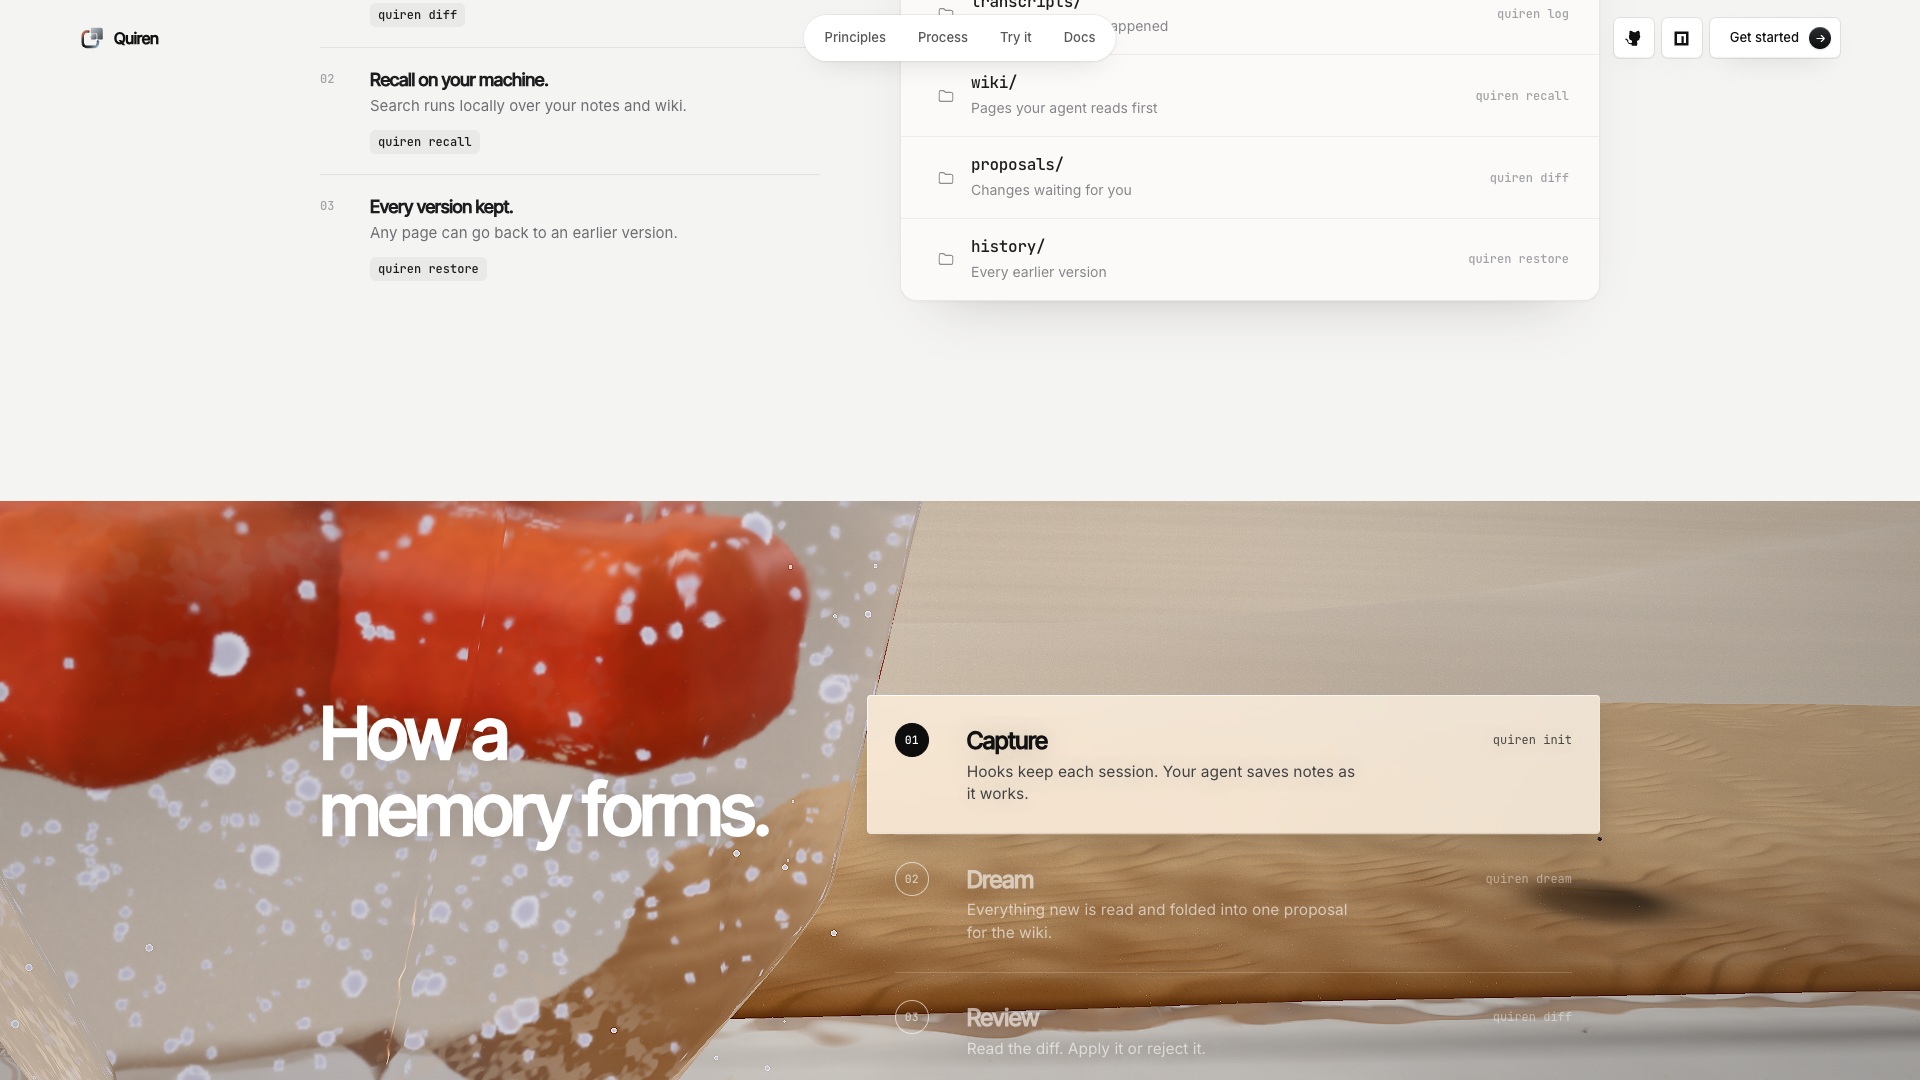 Quiren
Principles
Process
Try it
Docs
Get started
quiren diff
02
Recall on your machine.
Search runs locally over your notes and wiki.
quiren recall
03
Every version kept.
Any page can go back to an earlier version.
quiren restore
transcripts/
appened
quiren log
wiki/
Pages your agent reads first
quiren recall
proposals/
Changes waiting for you
quiren diff
history/
Every earlier version
quiren restore
How a
memory forms.
01
Capture
quiren init
Hooks keep each session. Your agent saves notes as
it works.
02
Dream
quiren dream
Everything new is read and folded into one proposal
for the wiki.
03
Review
quiren diff
Read the diff. Apply it or reject it.